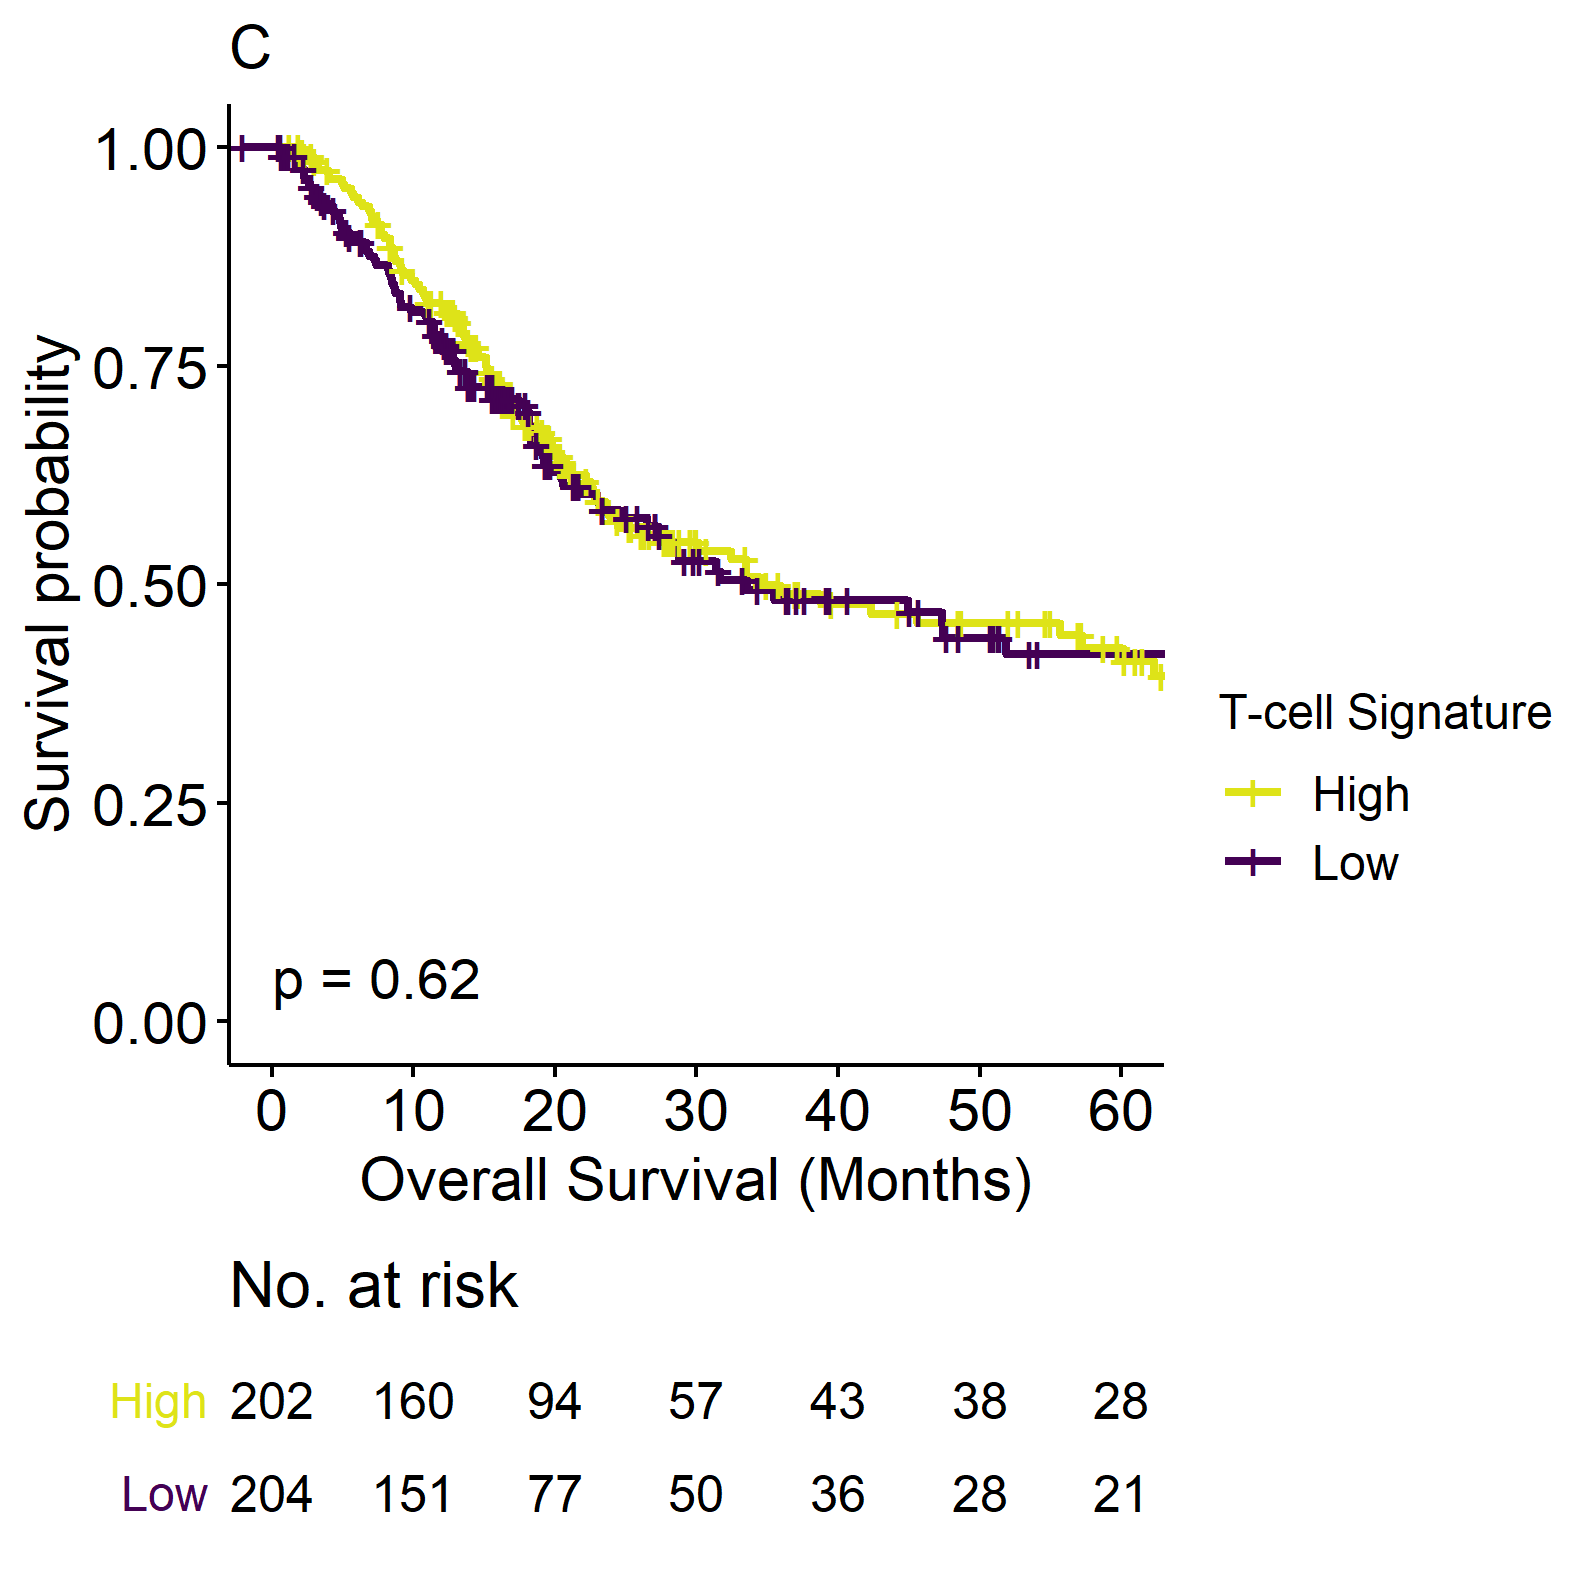 C
Survival probability
1.00
0.75
0.50
0.25
0.00
p = 0.62
0 10 20 30 40 50 60
Overall Survival (Months)
T-cell Signature
High
Low
No. at risk
High 202 160 94 57 43 38 28
Low 204 151 77 50 36 28 21